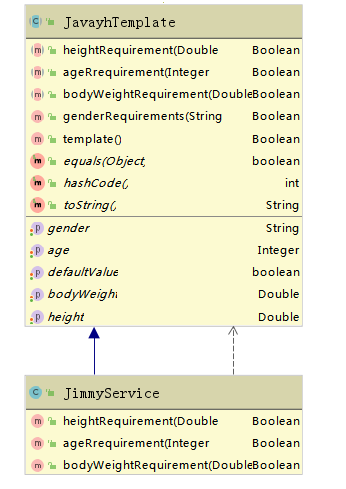 JavayhTemplate
heightRequirement(Double Boolean
ageRrequirement(Integer Boolean
bodyWeightRequirement(Double Boolean
genderRequirements(String Boolean
template() Boolean
equals(Object) boolean
hashCode() int
toString() String
gender String
age Integer
defaultValue boolean
bodyWeight Double
height Double
JimmyService
heightRequirement(Double Boolean
ageRrequirement(Integer Boolean
bodyWeightRequirement(Double Boolean